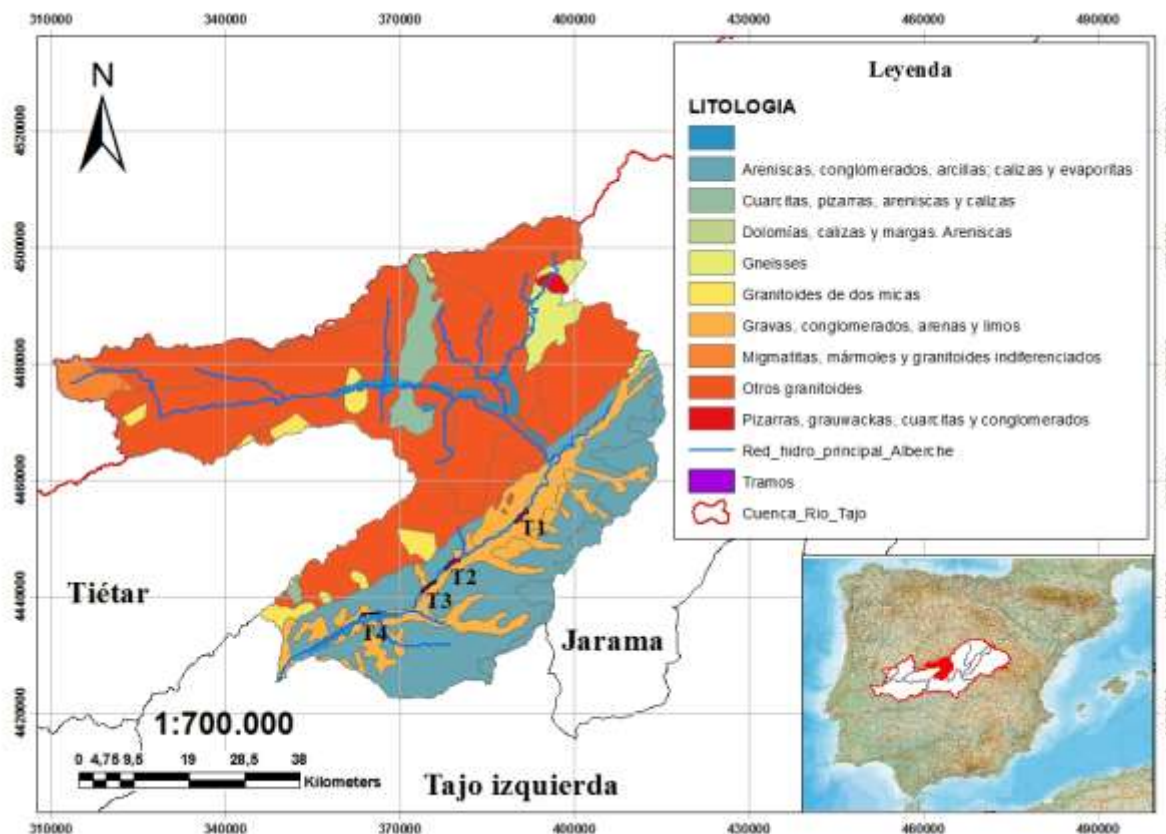 310000 340000 370000 400000 430000 460000 490000
N
Leyenda
LITOLOGIA
Areniscas, conglomerados, arcillas; calizas y evaporitas
Cuarcitas, pizarras, areniscas y calizas
Dolomías, calizas y margas. Areniscas
Gneisses
Granitoides de dos micas
Gravas, conglomerados, arenas y limos
Migmatitas, mármoles y granitoides indiferenciados
Otros granitoides
Pizarras, grauwackas, cuarcitas y conglomerados
Red_hidro_principal_Alberche
Tramos
Cuenca_Rio_Tajo
4520000
4500000
4480000
4460000
4440000
4420000
T1
T2
T3
T4
Tiétar
Jarama
1:700.000
0 4,75 9,5 19 28,5 38
Kilometers
Tajo izquierda
310000 340000 370000 400000 430000 460000 490000